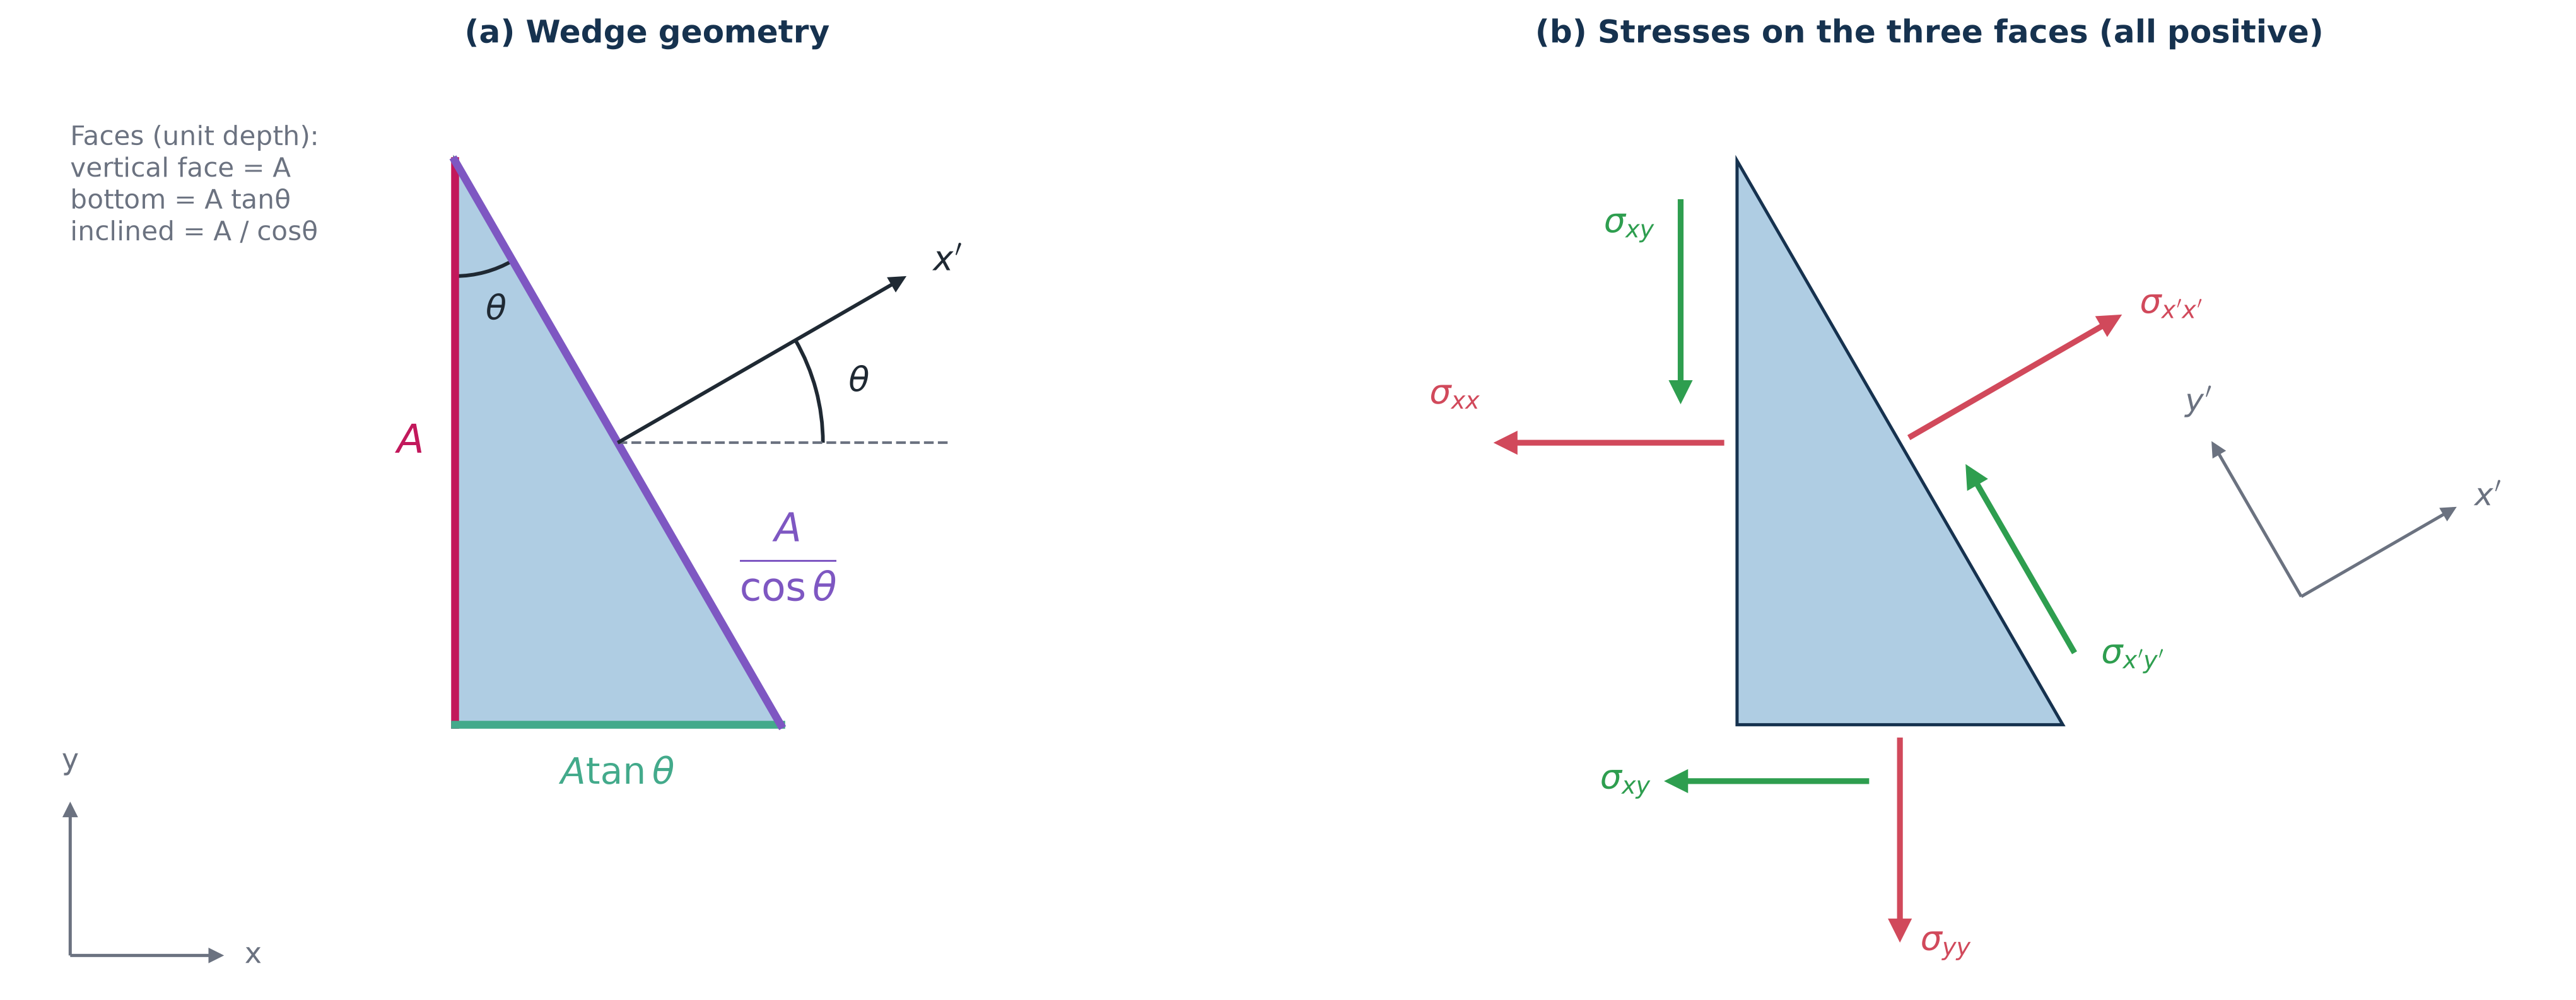 (a) Wedge geometry
Faces (unit depth):
vertical face = A
bottom = A tanθ
inclined = A / cosθ
θ
x′
θ
A
A
cos θ
A tan θ
y
x
(b) Stresses on the three faces (all positive)
σxy
σx′x′
σxx
y′
x′
σx′y′
σxy
σyy